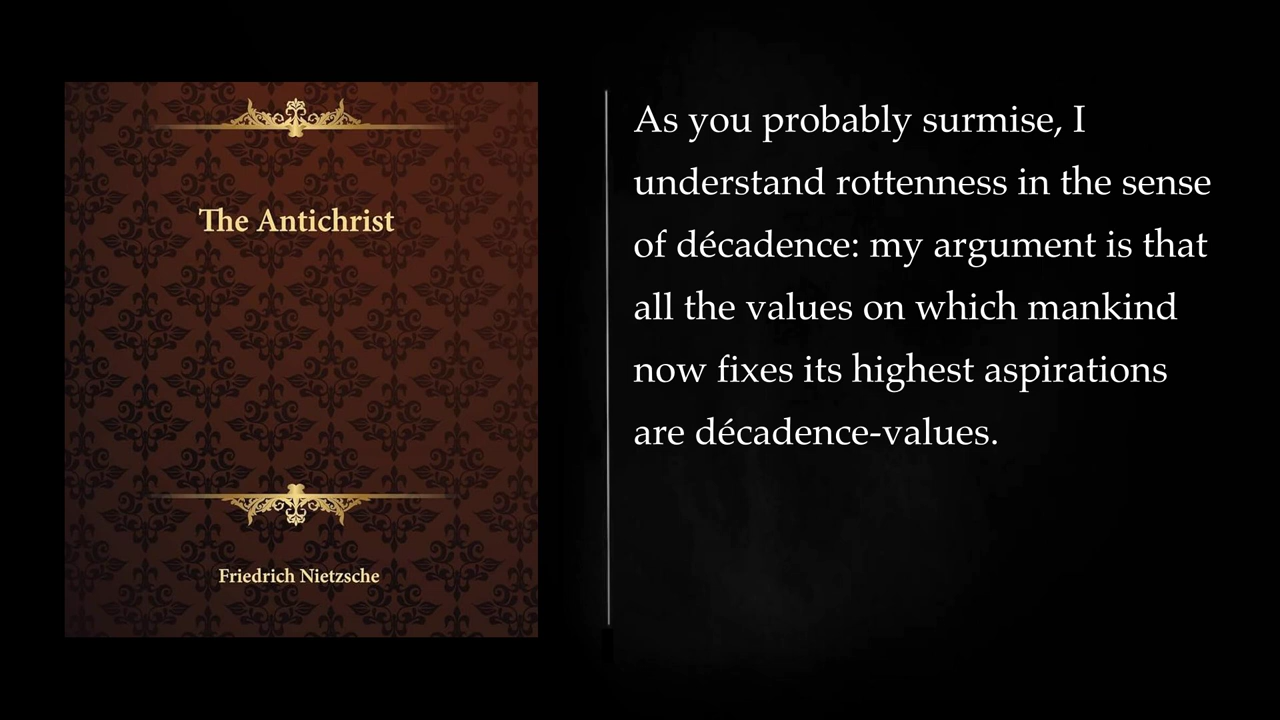 The Antichrist
Friedrich Nietzsche
As you probably surmise, I
understand rottenness in the sense
of décadence: my argument is that
all the values on which mankind
now fixes its highest aspirations
are décadence-values.